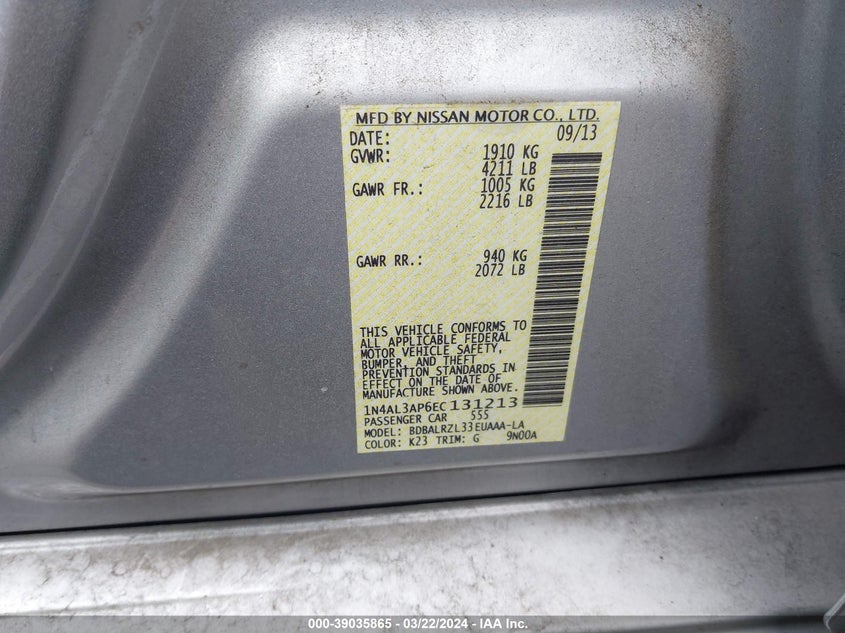 MFD BY NISSAN MOTOR CO., LTD.
DATE: 09/13
GVWR: 1910 KG
4211 LB
GAWR FR.: 1005 KG
2216 LB
GAWR RR.: 940 KG
2072 LB
THIS VEHICLE CONFORMS TO
ALL APPLICABLE FEDERAL
MOTOR VEHICLE SAFETY,
BUMPER, AND THEFT
PREVENTION STANDARDS IN
EFFECT ON THE DATE OF
MANUFACTURE SHOWN ABOVE.
1N4AL3AP6EC131213
PASSENGER CAR 555
MODEL: BDBALRZL33EUAAA-LA
COLOR: K23 TRIM: G 9N00A
000-39035865 - 03/22/2024 - IAA, Inc.